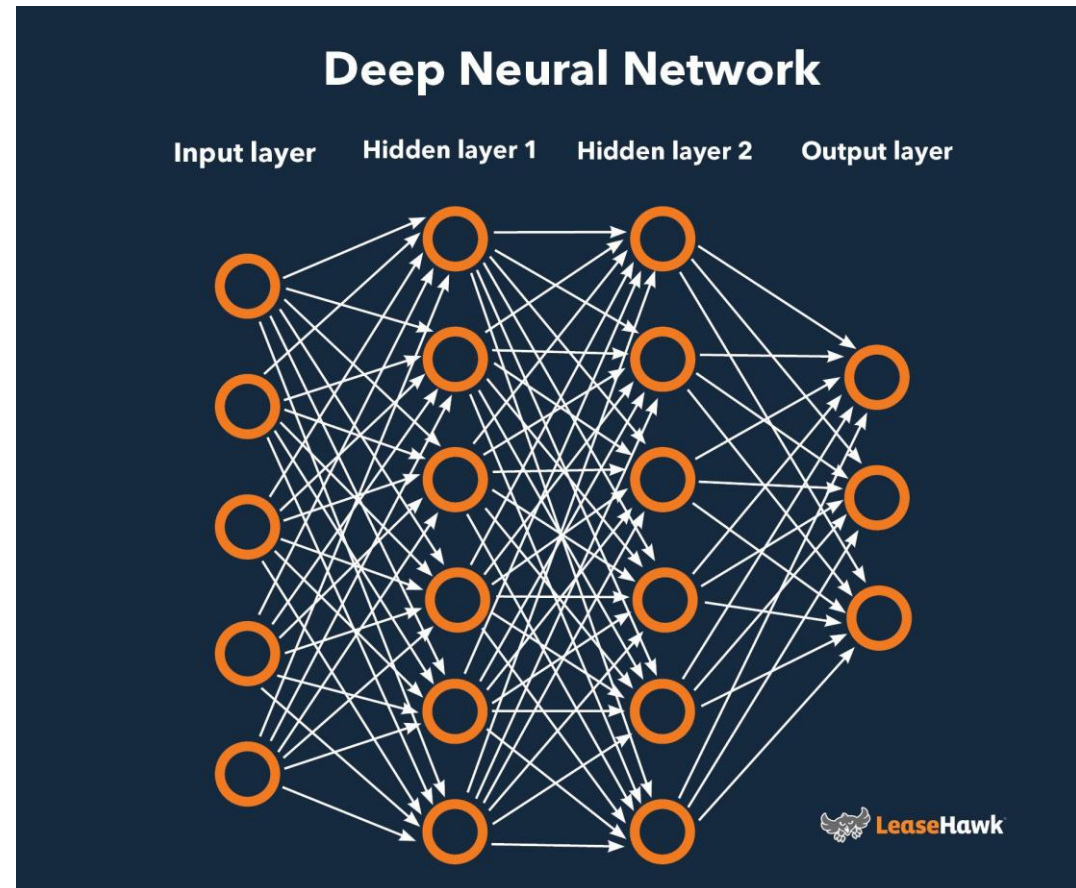 Deep Neural Network
Input layer
Hidden layer 1
Hidden layer 2
Output layer
LeaseHawk